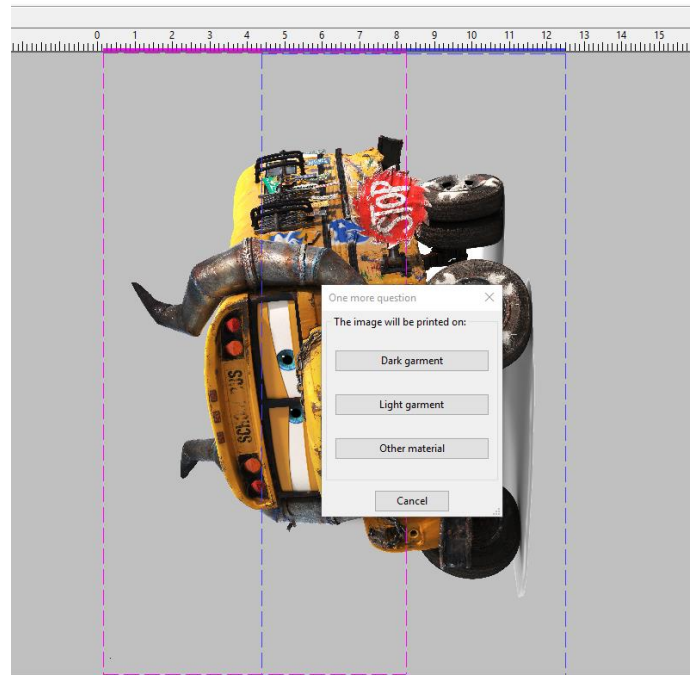 0 1 2 3 4 5 6 7 8 9 10 11 12 13 14 15
STOP
One more question
The image will be printed on:
Dark garment
SCHOOL BUS
Light garment
Other material
Cancel